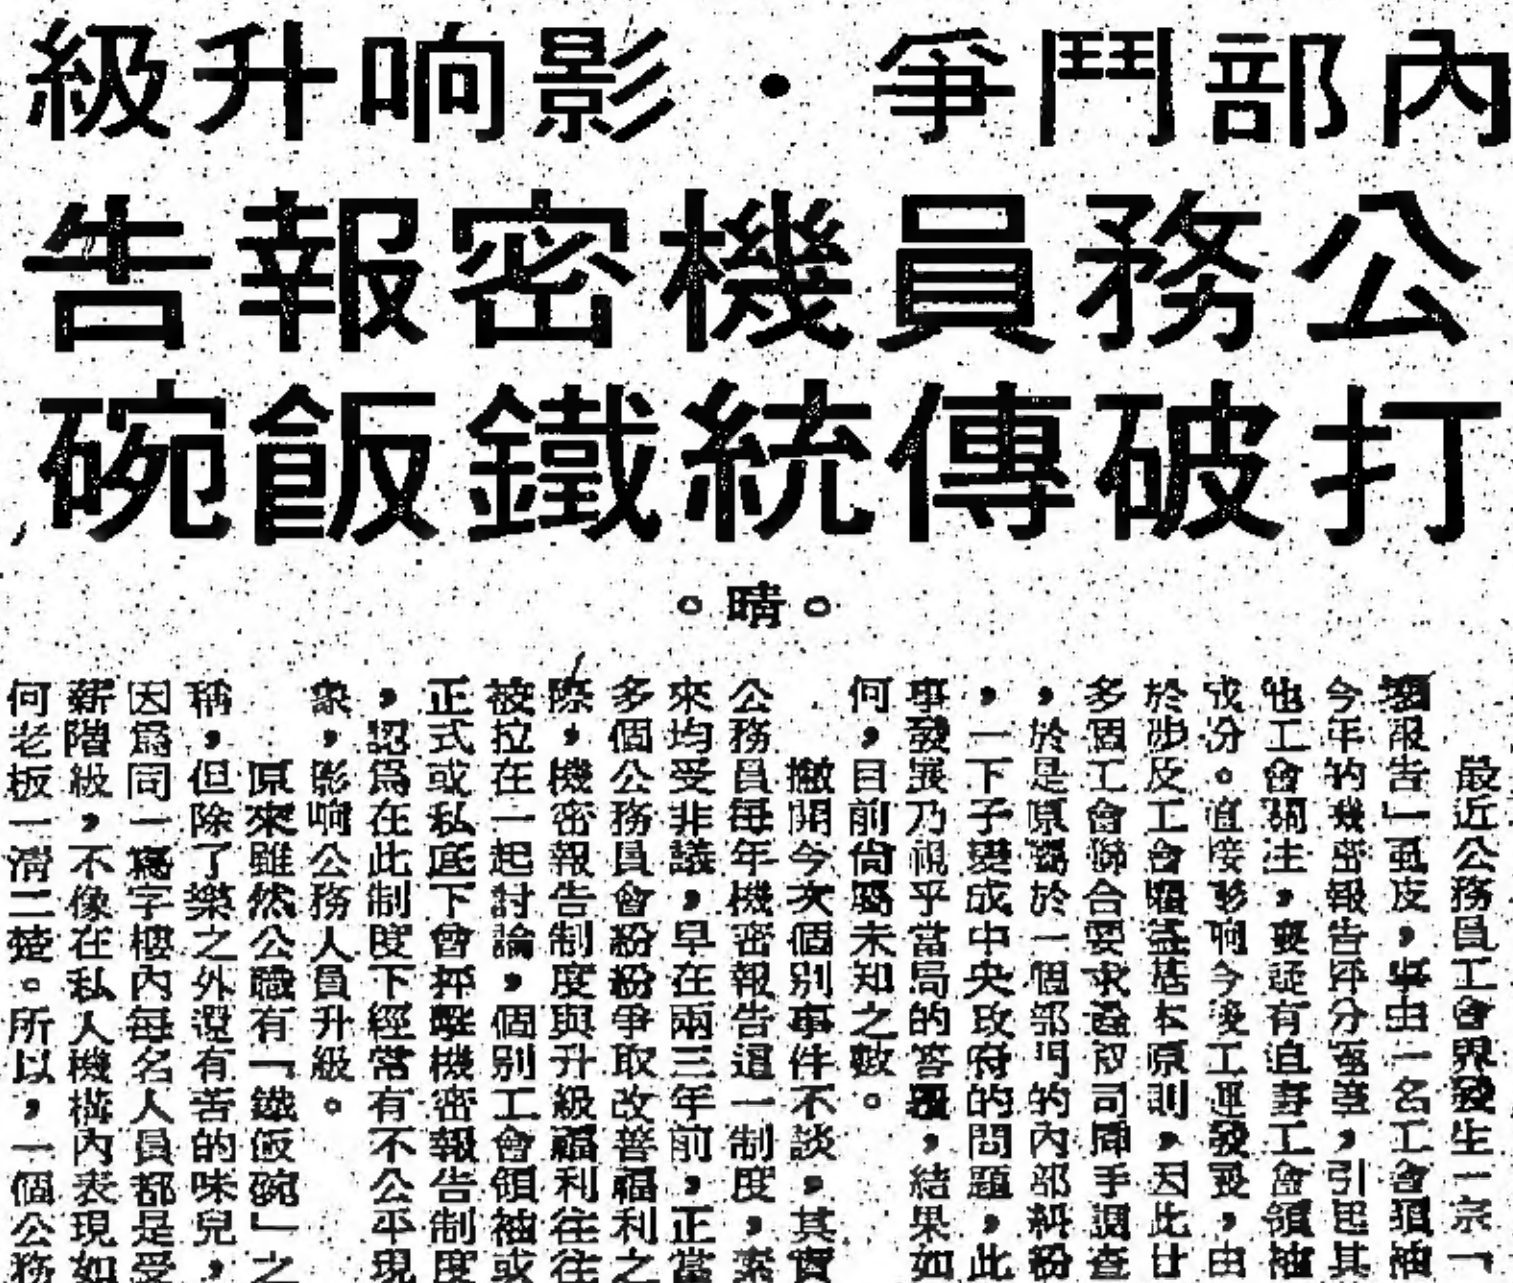 內部鬥爭・影响升級
公務員機密報告
打破傳統鐵飯碗
。晴。
最近公務員工會界發生一宗「
報告」風波，事由一名工會領袖
今年的機密報告評分極差，引起其
他工會關注，疑有迫害工會領袖
成分。直接影响今後工運發展，由
於涉及工會權益基本原則，因此廿
多個工會聯合要求司手調查
，於是原屬於一個部門的內部糾紛
，一下子變成中央政府的問題，此
事發展乃視乎當局的答覆，結果如
何，目前尙屬未知之數。
撇開今次個別事件不談，其實
公務員每年機密報告這一制度，素
來均受非議，早在兩三年前，正當
多個公務員會紛紛爭取改善福利之
際，機密報告制度與升級福利往往
被拉在一起討論，個別工會領袖或
正式或私底下曾抨擊機密報告制度
，認爲在此制度下經常有不公平現
象，影响公務人員升級。
原來雖然公職有「鐵飯碗」之
稱，但除了樂之外還有苦的味兒，
因爲同一寫字樓內每名人員都是受
薪階級，不像在私人機構內表現如
何老板一清二楚。所以，一個公務